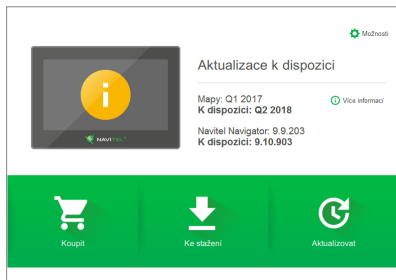 Možnosti
Aktualizace k dispozici
Mapy: Q1 2017
K dispozici: Q2 2018
Více informací
Navitel Navigator: 9.9.203
K dispozici: 9.10.903
NAVITEL
Koupit
Ke stažení
Aktualizovat